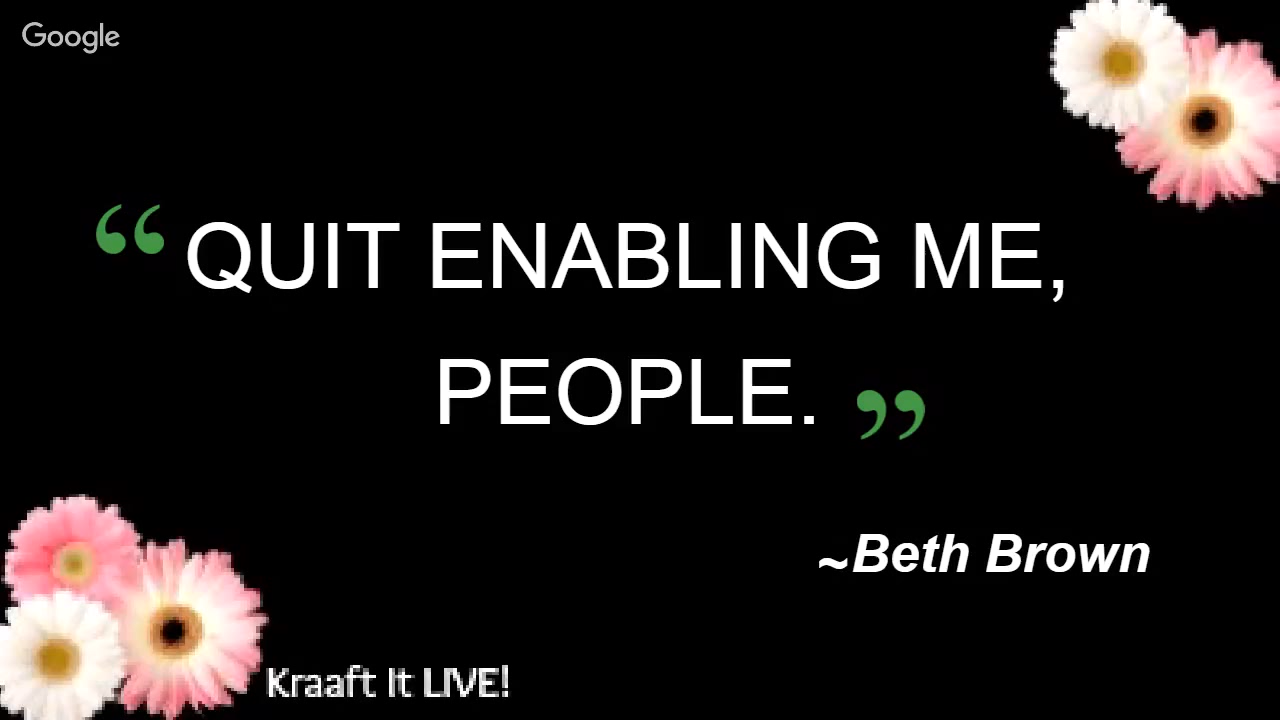 Google
“QUIT ENABLING ME,
PEOPLE.”
~Beth Brown
Kraaft It LIVE!